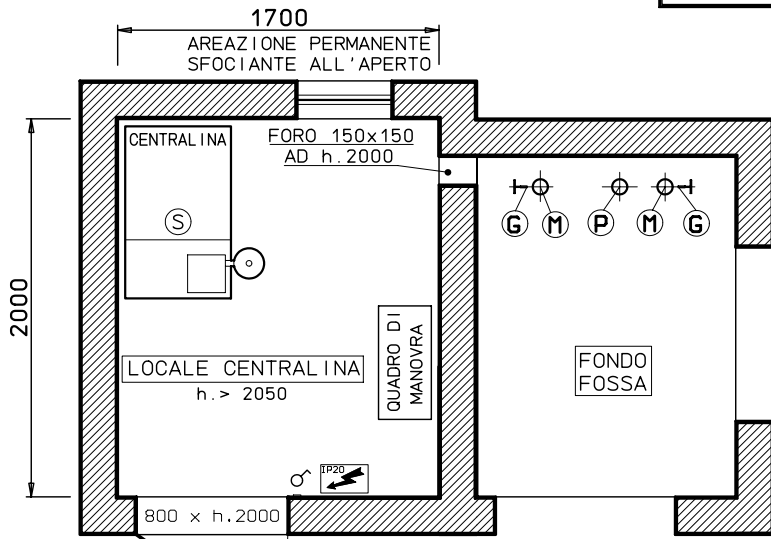 1700
AREAZIONE PERMANENTE
SFOCIANTE ALL'APERTO
CENTRALINA
FORO 150x150
AD h.2000
S
G M P M G
2000
QUADRO DI
MANOVRA
LOCALE CENTRALINA
h.> 2050
FONDO
FOSSA
IP20
800 x h.2000